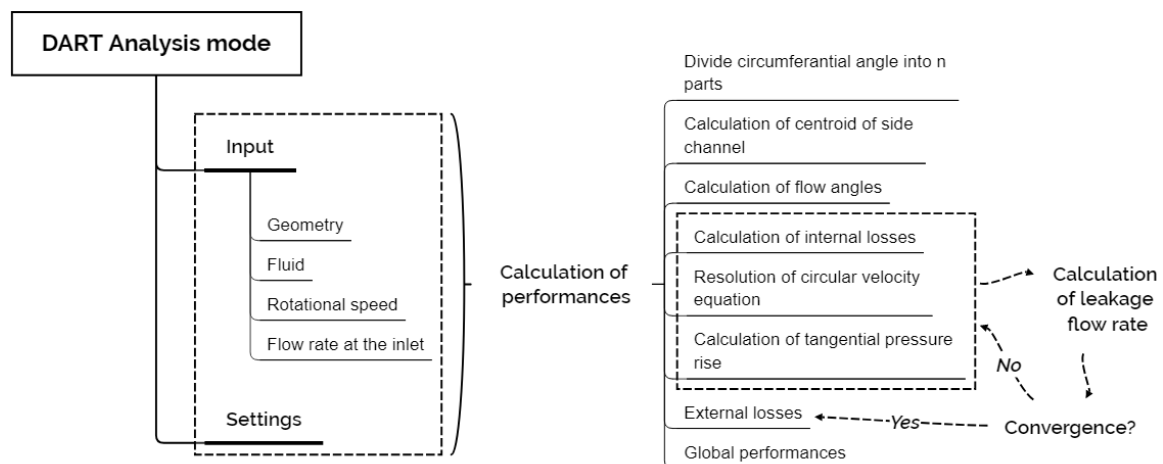 DART Analysis mode
Input
Geometry
Fluid
Rotational speed
Flow rate at the inlet
Settings
Calculation of
performances
Divide circumferantial angle into n
parts
Calculation of centroid of side
channel
Calculation of flow angles
Calculation of internal losses
Resolution of circular velocity
equation
Calculation of tangential pressure
rise
External losses
Global performances
Calculation
of leakage
flow rate
No
Yes
Convergence?